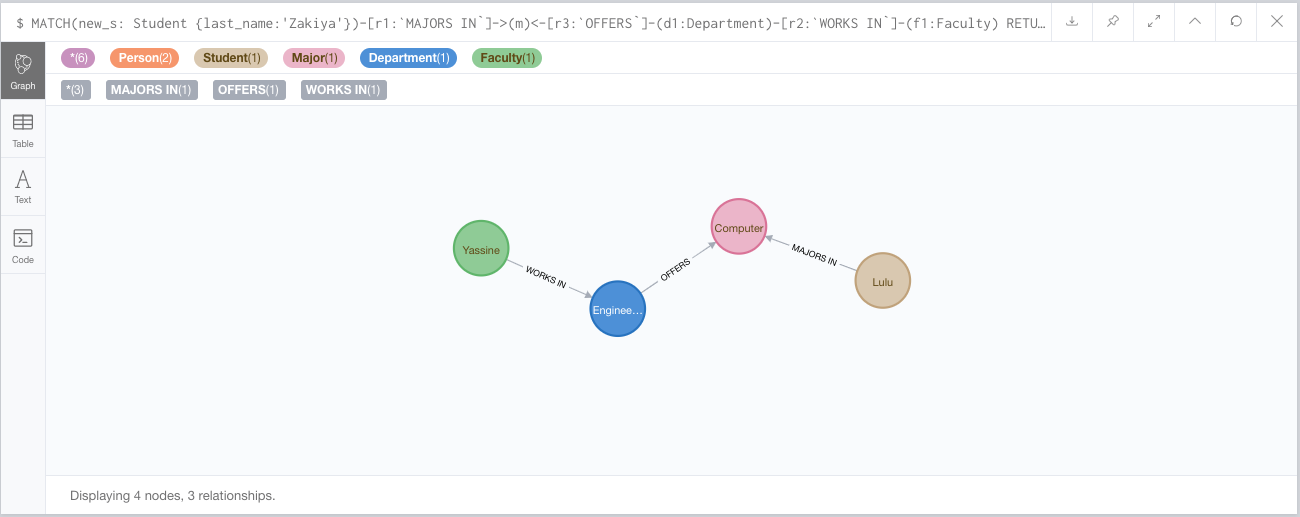 $ MATCH(new_s: Student {last_name:'Zakiya'})-[r1:`MAJORS IN`]->(m)<-[r3:`OFFERS`]-(d1:Department)-[r2:`WORKS IN`]-(f1:Faculty) RETU…
*(6) Person(2) Student(1) Major(1) Department(1) Faculty(1)
*(3) MAJORS IN(1) OFFERS(1) WORKS IN(1)
Graph
Table
Text
Code
Yassine
WORKS IN
Enginee…
OFFERS
Computer
MAJORS IN
Lulu
Displaying 4 nodes, 3 relationships.